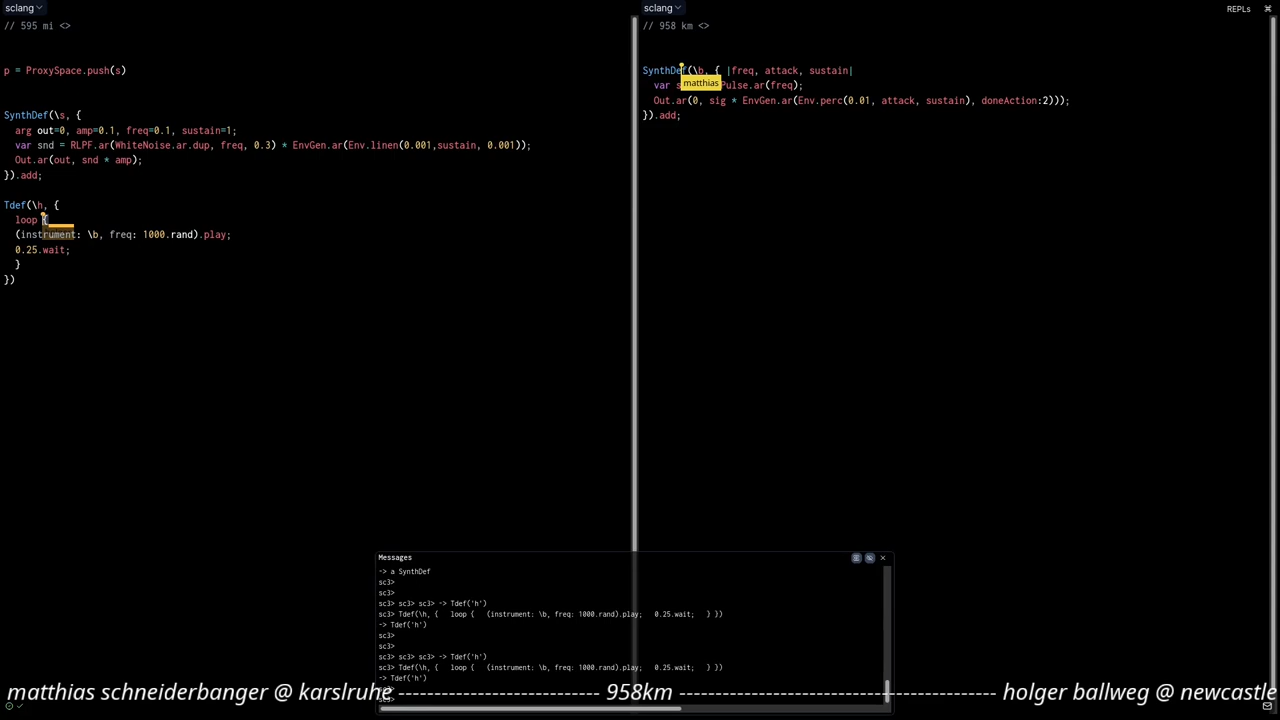 sclang
// 595 mi <>
p = ProxySpace.push(s)
SynthDef(\s, {
arg out=0, amp=0.1, freq=0.1, sustain=1;
var snd = RLPF.ar(WhiteNoise.ar.dup, freq, 0.3) * EnvGen.ar(Env.linen(0.001,sustain, 0.001));
Out.ar(out, snd * amp);
}).add;
Tdef(\h, {
loop {
(instrument: \b, freq: 1000.rand).play;
0.25.wait;
}
})
sclang
REPLs ⌘
// 958 km <>
SynthDef(\b, { |freq, attack, sustain|
matthias
var s Pulse.ar(freq);
Out.ar(0, sig * EnvGen.ar(Env.perc(0.01, attack, sustain), doneAction:2)));
}).add;
Messages
-> a SynthDef
sc3>
sc3>
sc3> sc3> sc3> -> Tdef('h')
sc3> Tdef(\h, { loop { (instrument: \b, freq: 1000.rand).play; 0.25.wait; } })
-> Tdef('h')
sc3>
sc3>
sc3> sc3> sc3> -> Tdef('h')
sc3> Tdef(\h, { loop { (instrument: \b, freq: 1000.rand).play; 0.25.wait; } })
-> Tdef('h')
sc3>
matthias schneiderbanger @ karslruhe -------------------------- 958km ----------------------------------------- holger ballweg @ newcastle